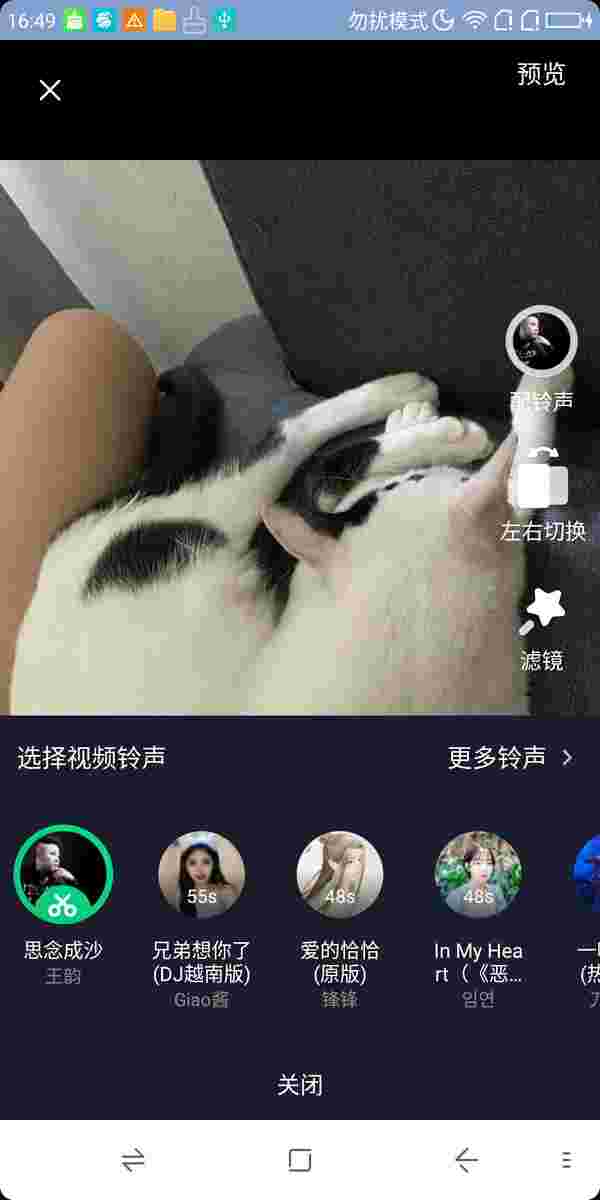 16:49
勿扰模式
预览
配铃声
左右切换
滤镜
选择视频铃声
更多铃声
55s
48s
48s
思念成沙
王韵
兄弟想你了
(DJ越南版)
Giao酱
爱的恰恰
(原版)
锋锋
In My Hea
rt（《恶...
임연
关闭